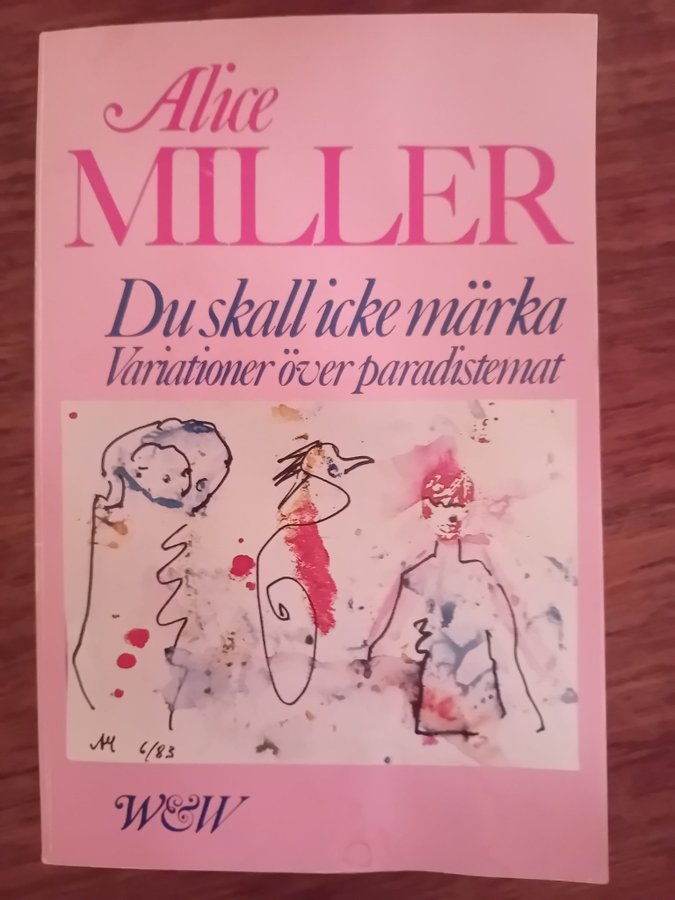 Alice
MILLER
Du skall icke märka
Variationer över paradistemat
AM 6/83
W&W